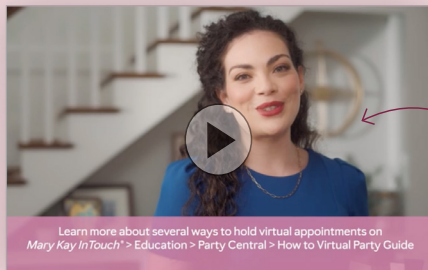 Learn more about several ways to hold virtual appointments on
Mary Kay InTouch® > Education > Party Central > How to Virtual Party Guide